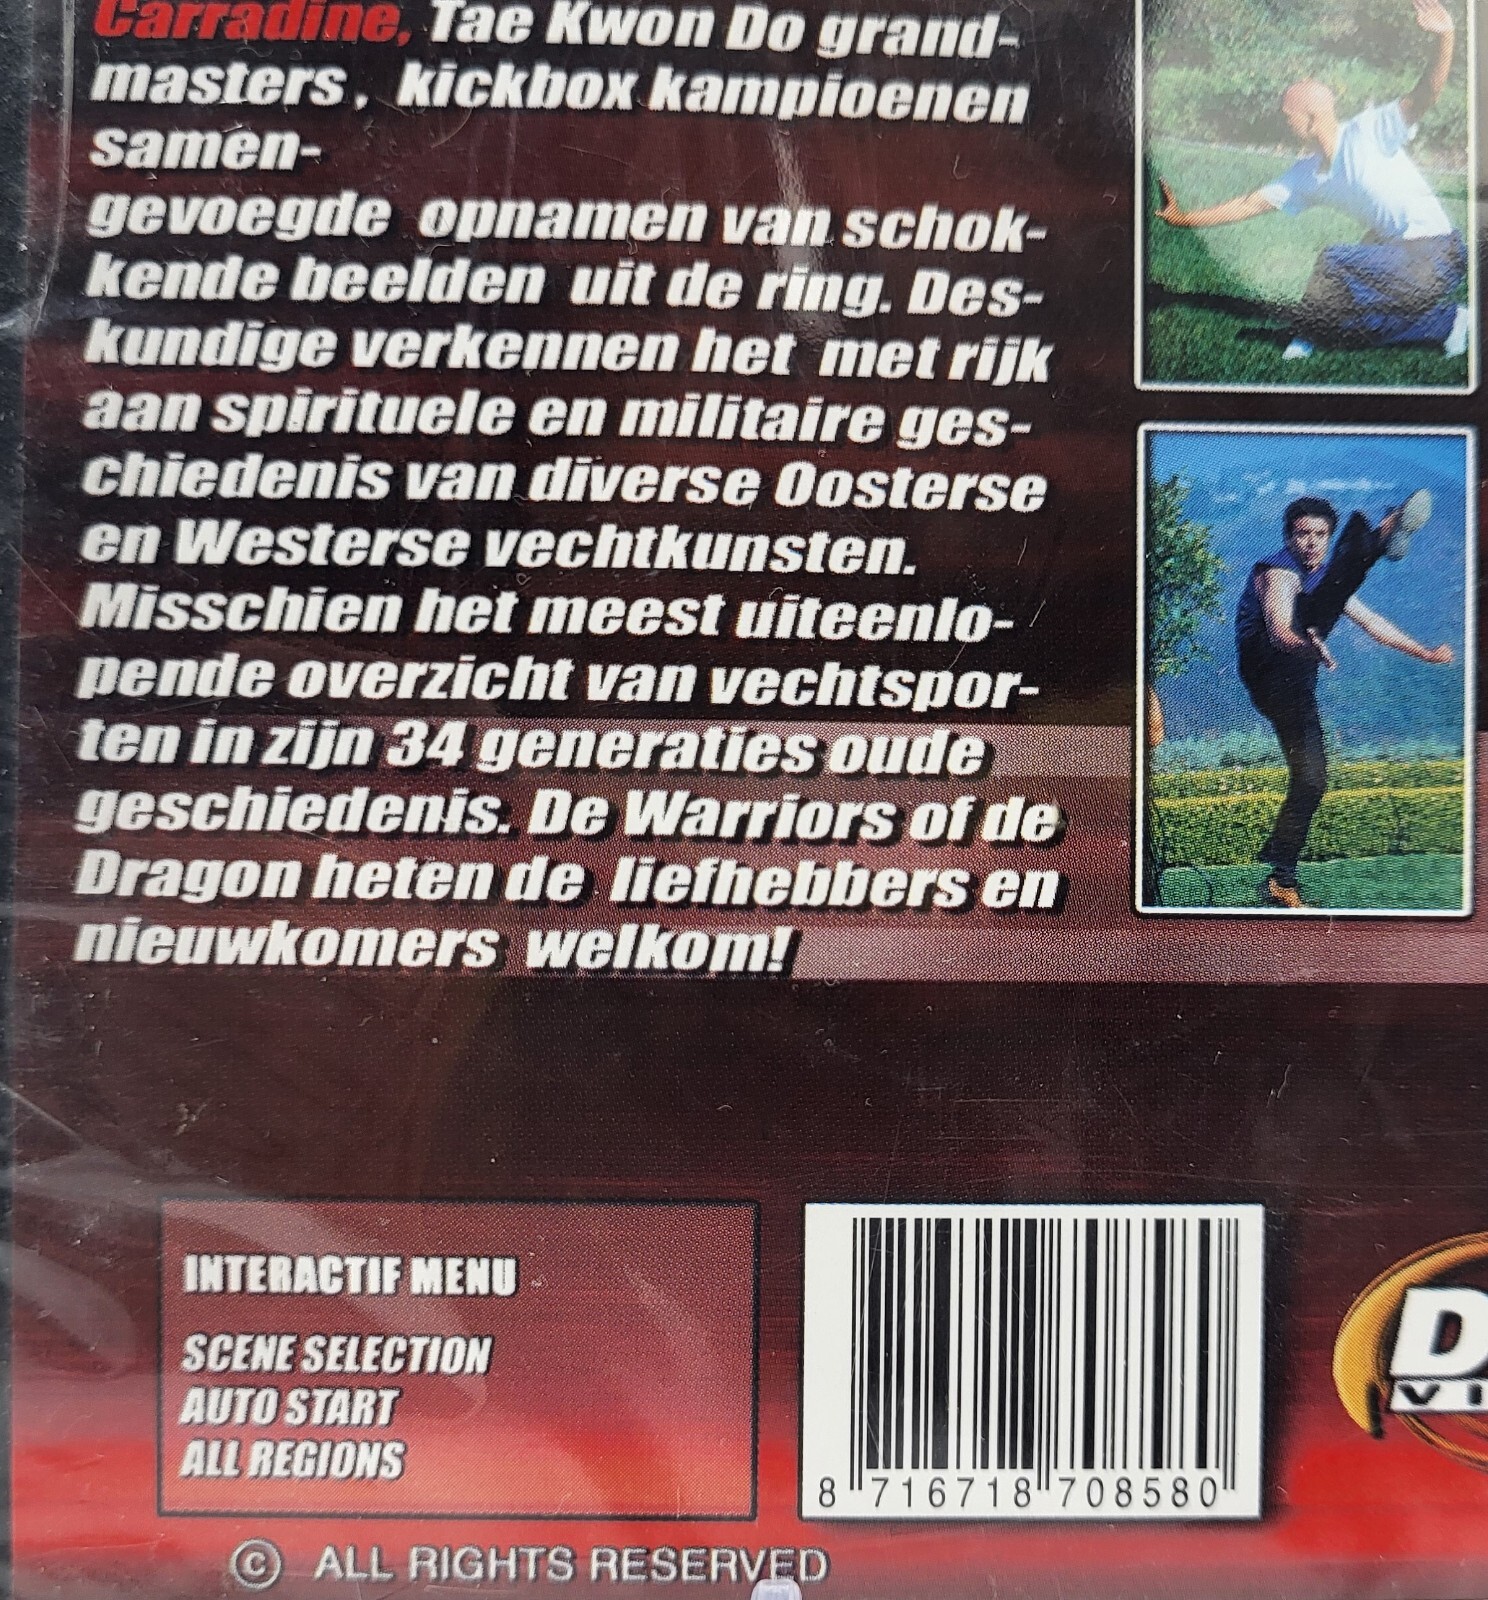 Carradine, Tae Kwon Do grand-
masters, kickbox kampioenen
samen-
gevoegde opnamen van schok-
kende beelden uit de ring. Des-
kundige verkennen het met rijk
aan spirituele en militaire ges-
chiedenis van diverse Oosterse
en Westerse vechtkunsten.
Misschien het meest uiteenlo-
pende overzicht van vechtspor-
ten in zijn 34 generaties oude
geschiedenis. De Warriors of de
Dragon heten de liefhebbers en
nieuwkomers welkom!
INTERACTIF MENU
SCENE SELECTION
AUTO START
ALL REGIONS
8 716718 708580
© ALL RIGHTS RESERVED